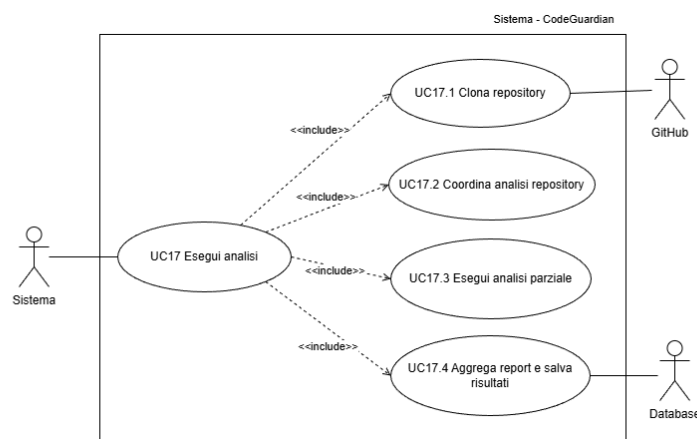 Sistema - CodeGuardian
UC17.1 Clona repository
GitHub
<<include>>
UC17.2 Coordina analisi repository
<<include>>
UC17 Esegui analisi
Sistema
UC17.3 Esegui analisi parziale
<<include>>
<<include>>
UC17.4 Aggrega report e salva
risultati
Database